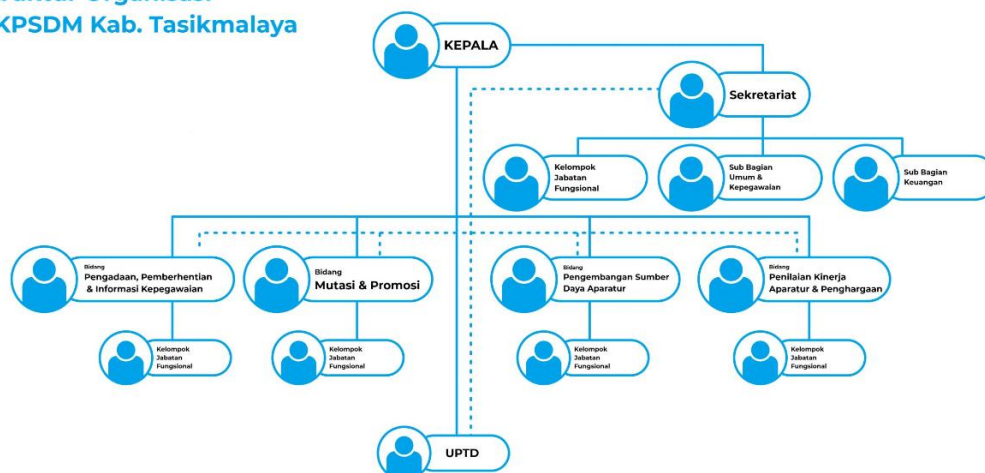 KPSDM Kab. Tasikmalaya
KEPALA
Sekretariat
Kelompok
Jabatan
Fungsional
Sub Bagian
Umum &
Kepegawaian
Sub Bagian
Keuangan
Bidang
Pengadaan, Pemberhentian
& Informasi Kepegawaian
Bidang
Mutasi & Promosi
Bidang
Pengembangan Sumber
Daya Aparatur
Bidang
Penilaian Kinerja
Aparatur & Penghargaan
Kelompok
Jabatan
Fungsional
Kelompok
Jabatan
Fungsional
Kelompok
Jabatan
Fungsional
Kelompok
Jabatan
Fungsional
UPTD